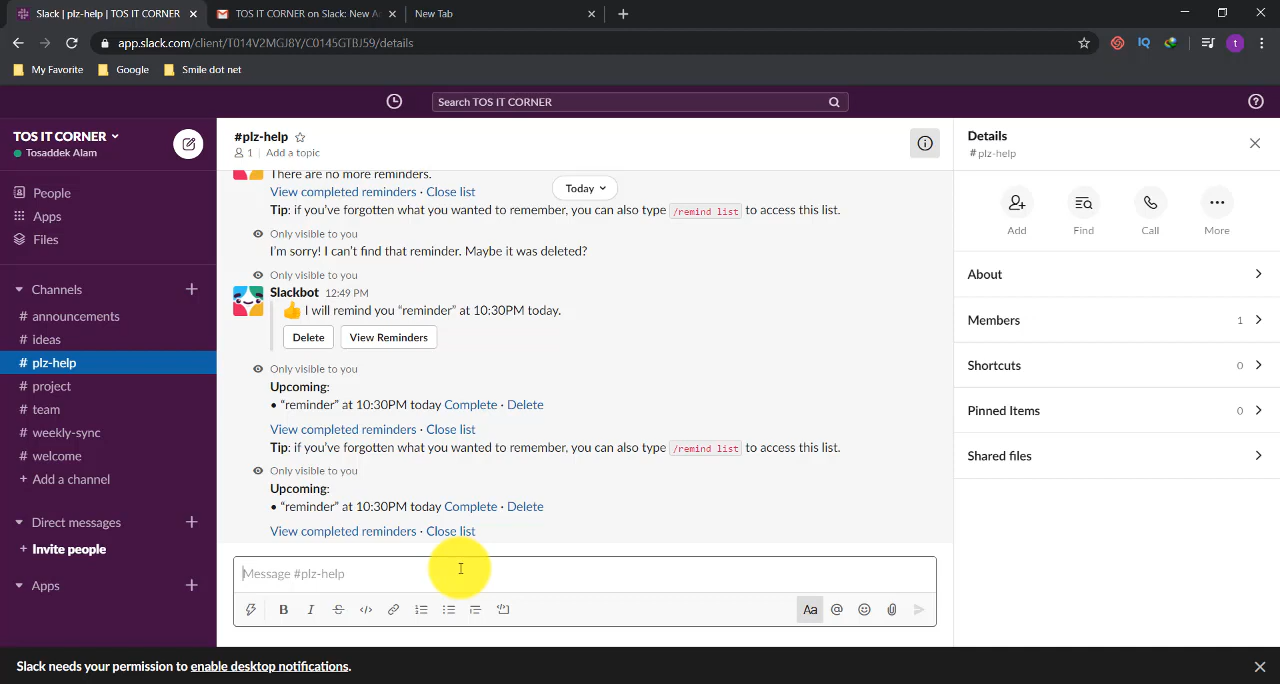 Slack | plz-help | TOS IT CORNER
TOS IT CORNER on Slack: New A
New Tab
app.slack.com/client/T014V2MGJ8Y/C0145GTBJ59/details
My Favorite
Google
Smile dot net
IQ
t
Search TOS IT CORNER
TOS IT CORNER
Tosaddek Alam
People
Apps
Files
Channels
# announcements
# ideas
# plz-help
# project
# team
# weekly-sync
# welcome
+ Add a channel
Direct messages
+ Invite people
Apps
#plz-help
1 | Add a topic
Today
There are no more reminders.
View completed reminders · Close list
Tip: if you’ve forgotten what you wanted to remember, you can also type /remind list to access this list.
Only visible to you
I’m sorry! I can’t find that reminder. Maybe it was deleted?
Only visible to you
Slackbot 12:49 PM
I will remind you “reminder” at 10:30PM today.
Delete
View Reminders
Only visible to you
Upcoming:
• “reminder” at 10:30PM today Complete · Delete
View completed reminders · Close list
Tip: if you’ve forgotten what you wanted to remember, you can also type /remind list to access this list.
Only visible to you
Upcoming:
• “reminder” at 10:30PM today Complete · Delete
View completed reminders · Close list
Message #plz-help
B I S Aa @
Details
#plz-help
Add
Find
Call
More
About
Members 1
Shortcuts 0
Pinned Items 0
Shared files
Slack needs your permission to enable desktop notifications.